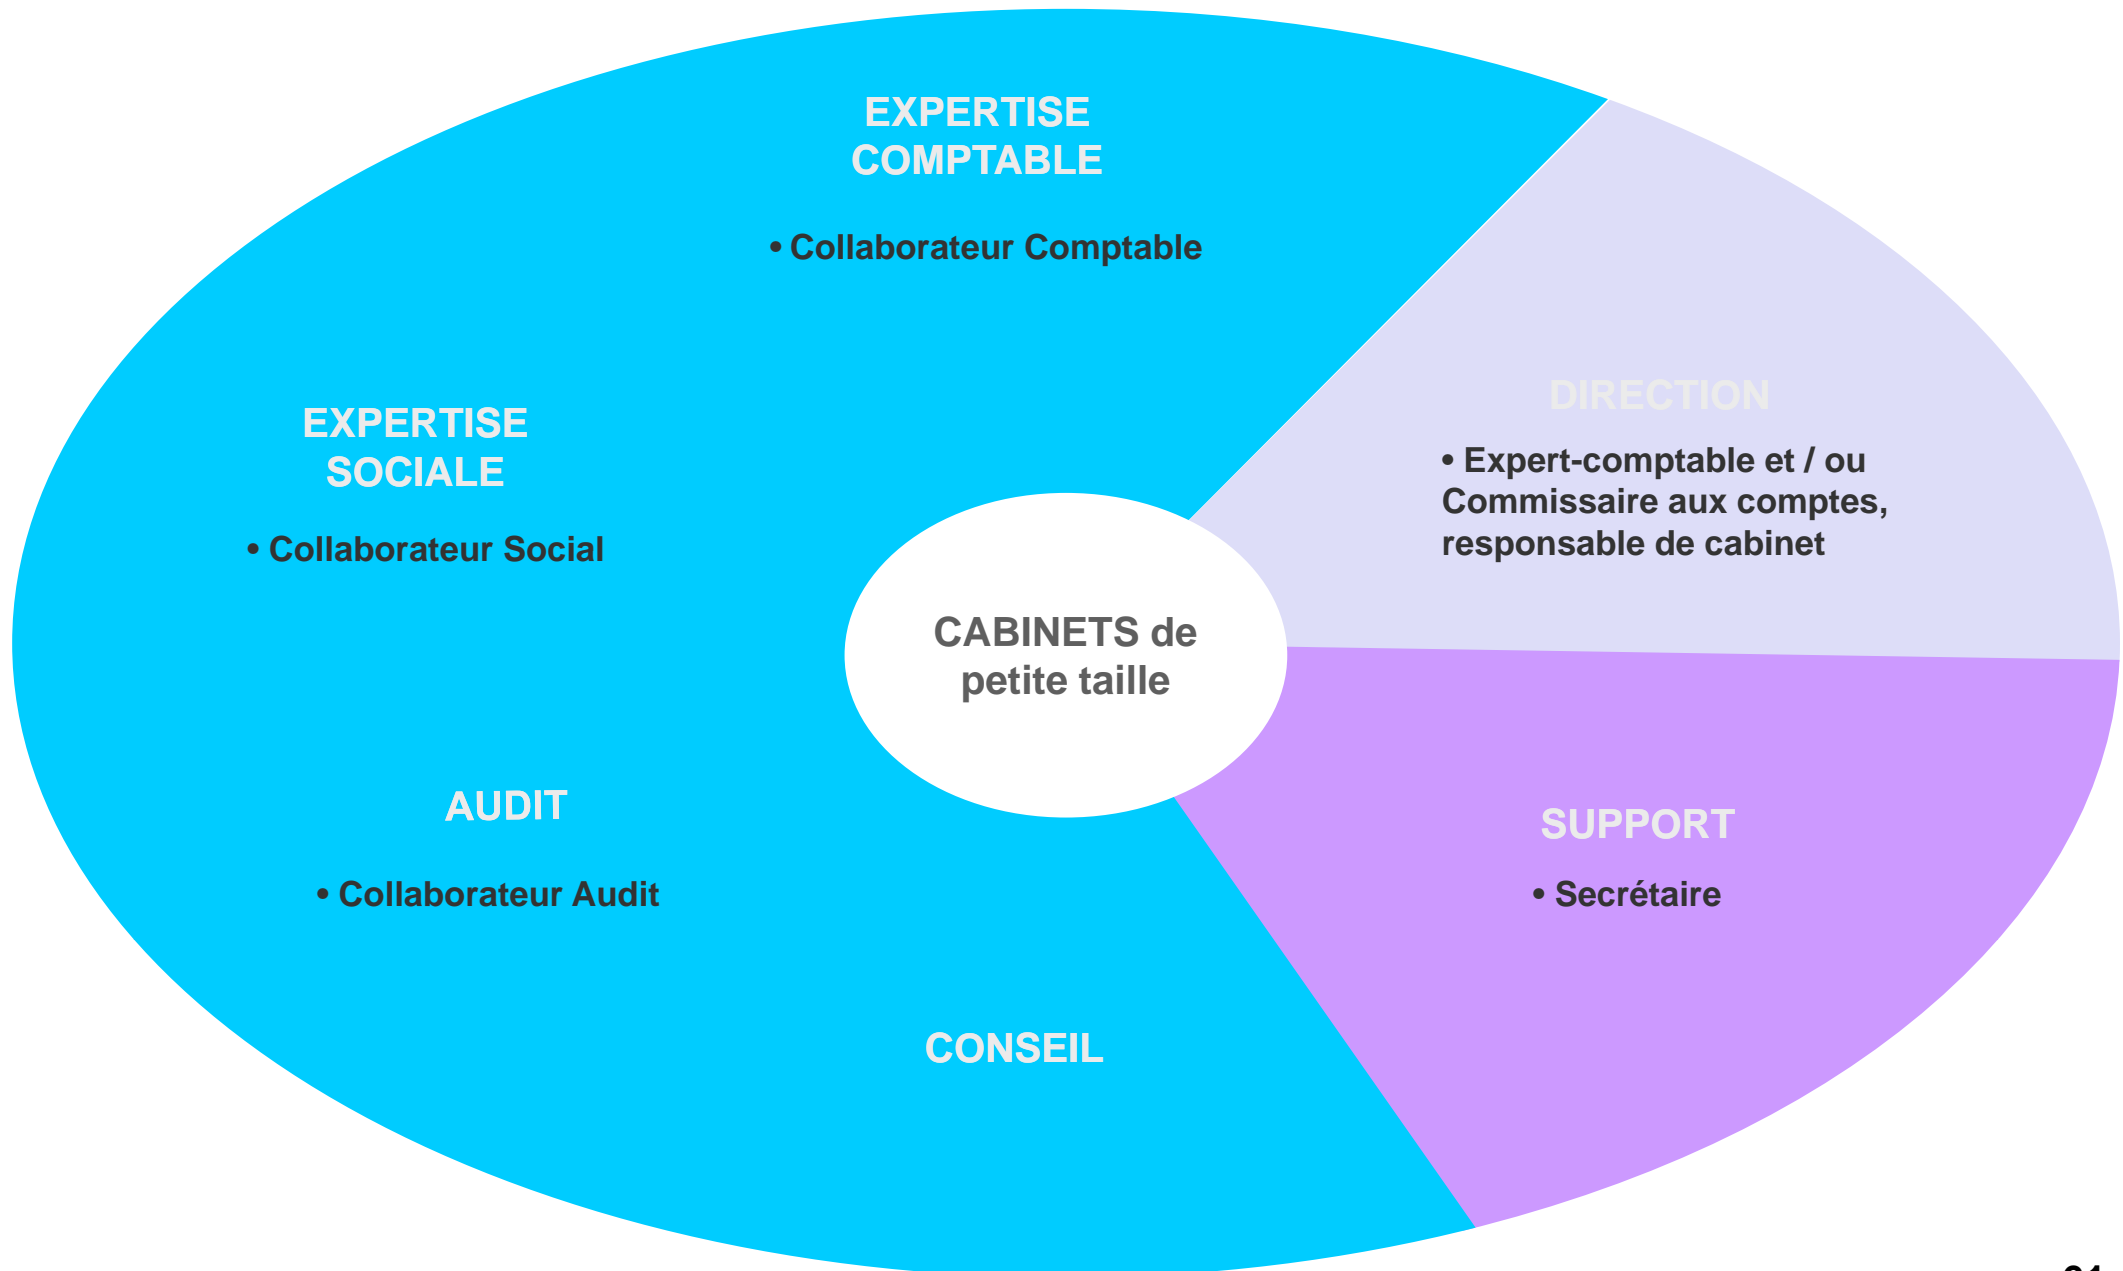 EXPERTISE
COMPTABLE
• Collaborateur Comptable
DIRECTION
• Expert-comptable et / ou
Commissaire aux comptes,
responsable de cabinet
EXPERTISE
SOCIALE
• Collaborateur Social
CABINETS de
petite taille
AUDIT
• Collaborateur Audit
SUPPORT
• Secrétaire
CONSEIL